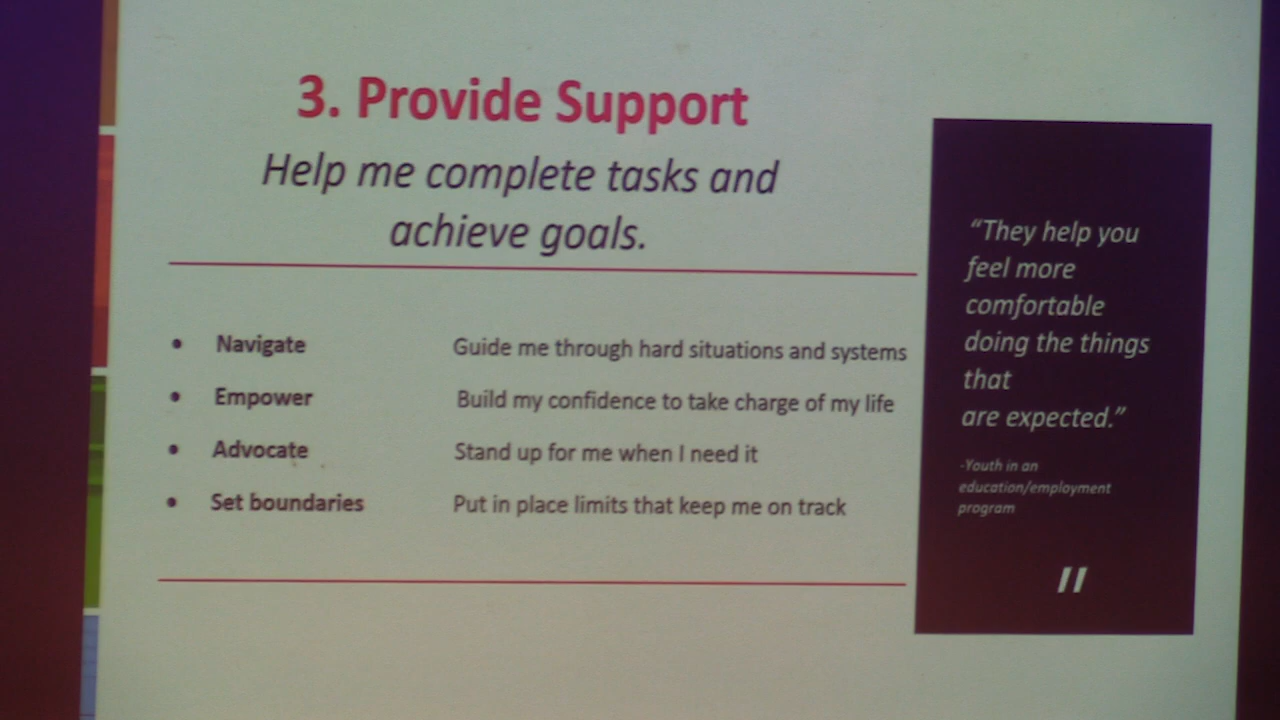 3. Provide Support
Help me complete tasks and
achieve goals.
• Navigate Guide me through hard situations and systems
• Empower Build my confidence to take charge of my life
• Advocate Stand up for me when I need it
• Set boundaries Put in place limits that keep me on track
“They help you
feel more
comfortable
doing the things
that
are expected.”
-Youth in an
education/employment
program
"